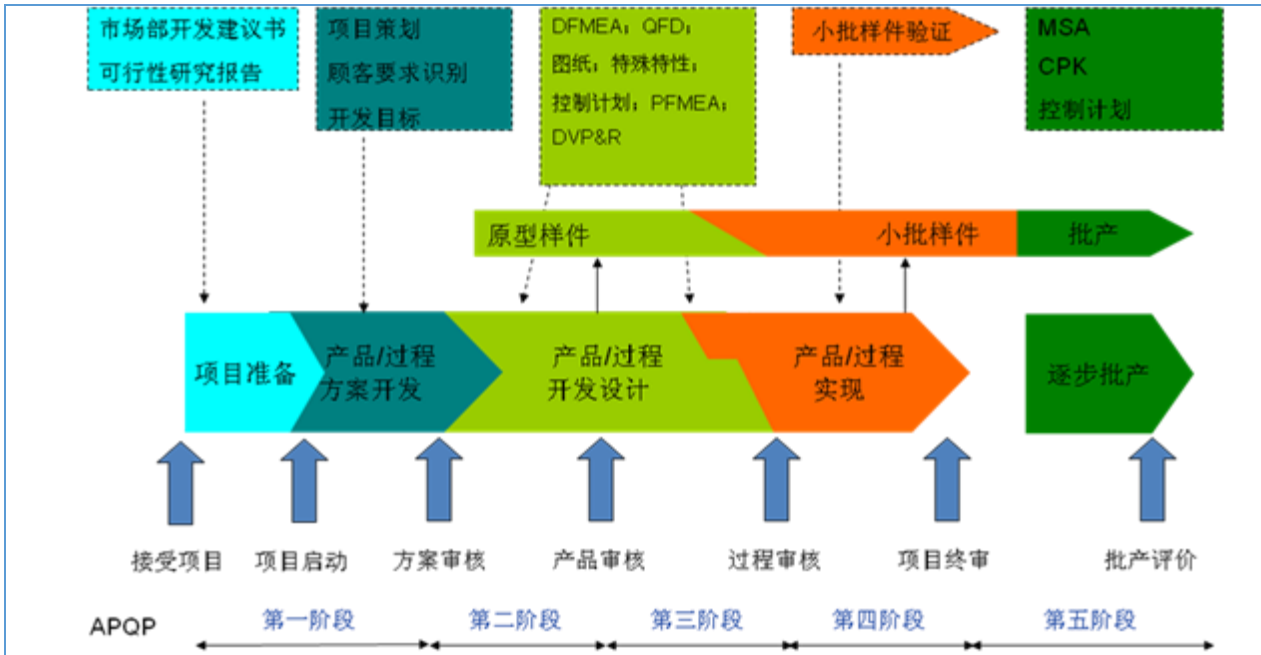 市场部开发建议书
可行性研究报告
项目策划
顾客要求识别
开发目标
DFMEA；QFD；
图纸；特殊特性；
控制计划；PFMEA；
DVP&R
小批样件验证
MSA
CPK
控制计划
原型样件
小批样件
批产
项目准备
产品/过程
方案开发
产品/过程
开发设计
产品/过程
实现
逐步批产
接受项目
项目启动
方案审核
产品审核
过程审核
项目终审
批产评价
APQP
第一阶段
第二阶段
第三阶段
第四阶段
第五阶段